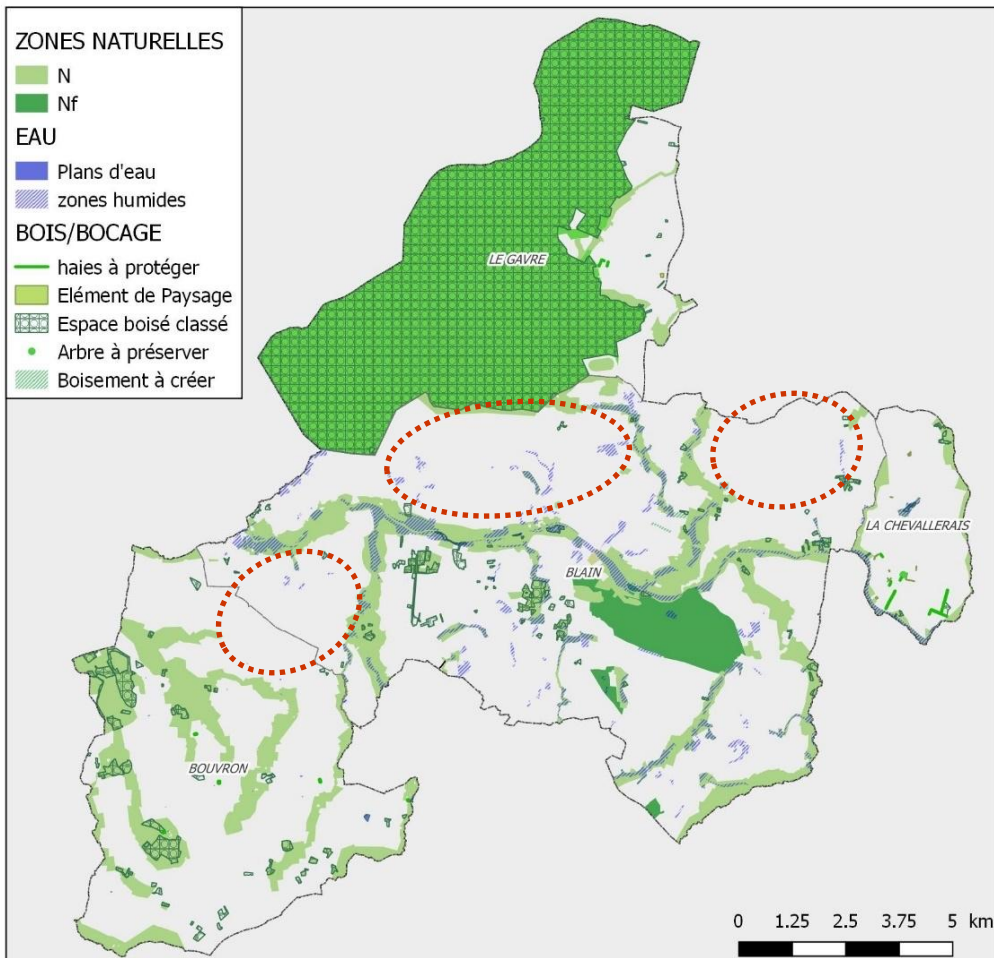 ZONES NATURELLES
N
Nf
EAU
Plans d'eau
zones humides
BOIS/BOCAGE
haies à protéger
Elément de Paysage
Espace boisé classé
Arbre à préserver
Boisement à créer
LE GAVRE
LA CHEVALLERAIS
BLAIN
BOUVRON
0 1.25 2.5 3.75 5 km